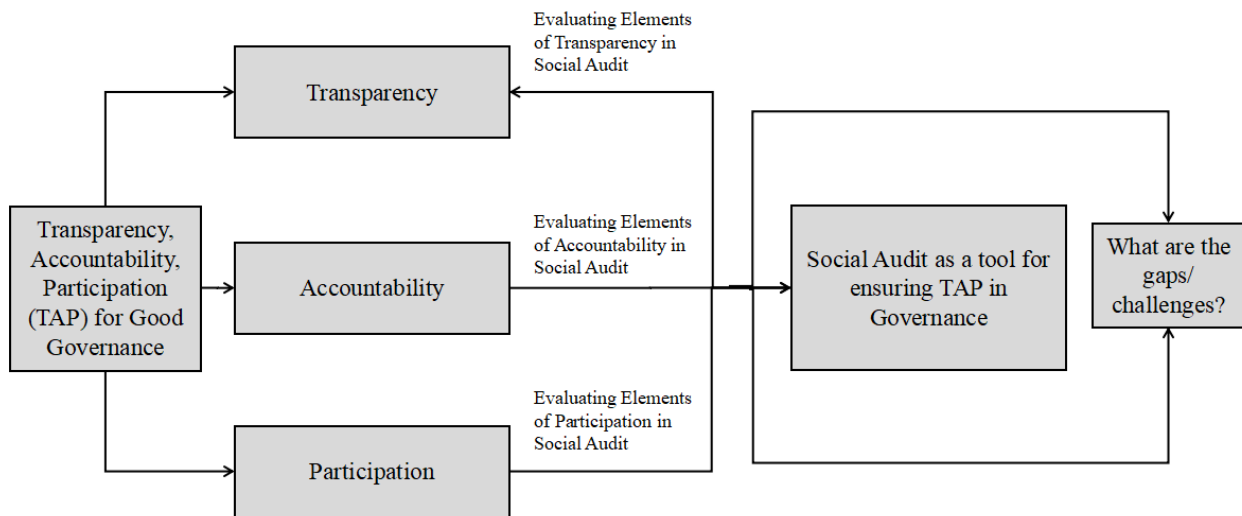 Evaluating Elements
of Transparency in
Social Audit
Transparency
Transparency,
Accountability,
Participation
(TAP) for Good
Governance
Evaluating Elements
of Accountability in
Social Audit
Accountability
Social Audit as a tool for
ensuring TAP in
Governance
What are the
gaps/
challenges?
Evaluating Elements
of Participation in
Social Audit
Participation